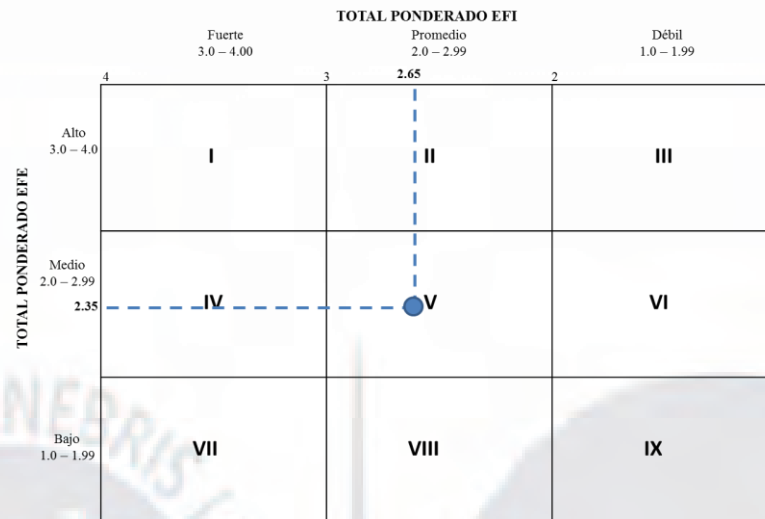 TOTAL PONDERADO EFI
Fuerte
3.0 – 4.00
Promedio
2.0 – 2.99
Débil
1.0 – 1.99
4
3
2.65
2
TOTAL PONDERADO EFE
Alto
3.0 – 4.0
I
II
III
Medio
2.0 – 2.99
2.35
IV
V
VI
Bajo
1.0 – 1.99
VII
VIII
IX
NEBRIS